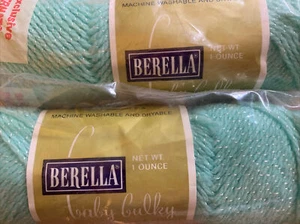 Exclusive
MACHINE WASHABLE AND DRYABLE
BERELLA®
NET WT
1 OUNCE
MACHINE WASHABLE AND DRYABLE
BERELLA®
NET WT
1 OUNCE
Baby Bulky